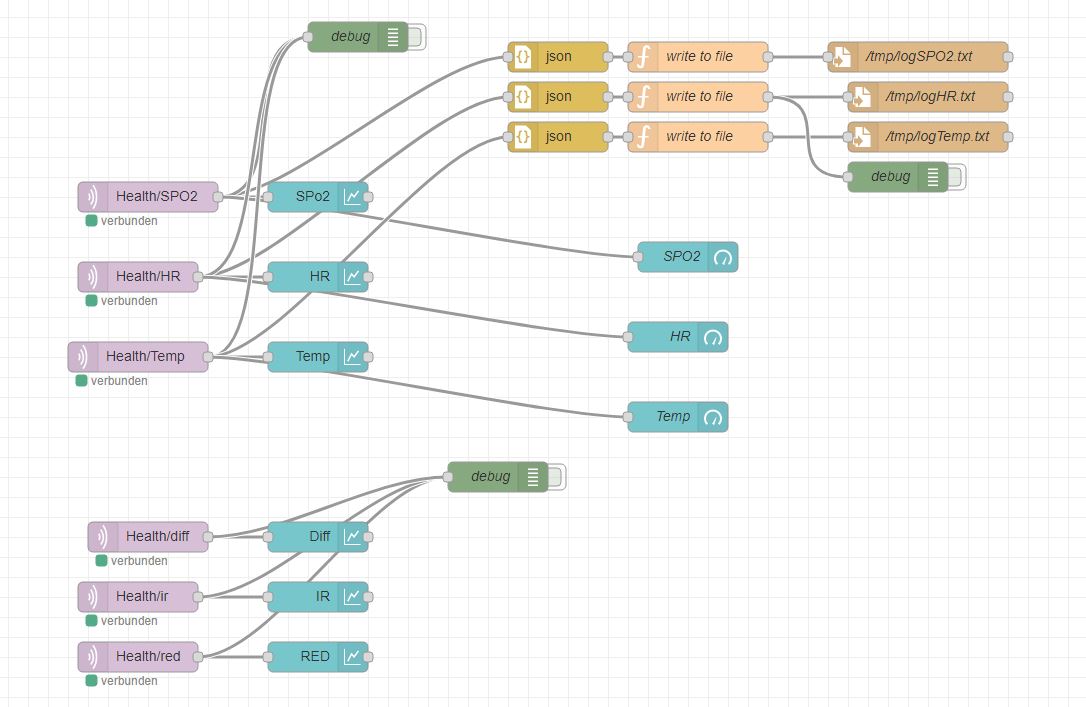 debug
json
write to file
/tmp/logSPO2.txt
json
write to file
/tmp/logHR.txt
json
write to file
/tmp/logTemp.txt
debug
Health/SPO2
verbunden
SPo2
SPO2
Health/HR
verbunden
HR
HR
Health/Temp
verbunden
Temp
Temp
debug
Health/diff
verbunden
Diff
Health/ir
verbunden
IR
Health/red
verbunden
RED